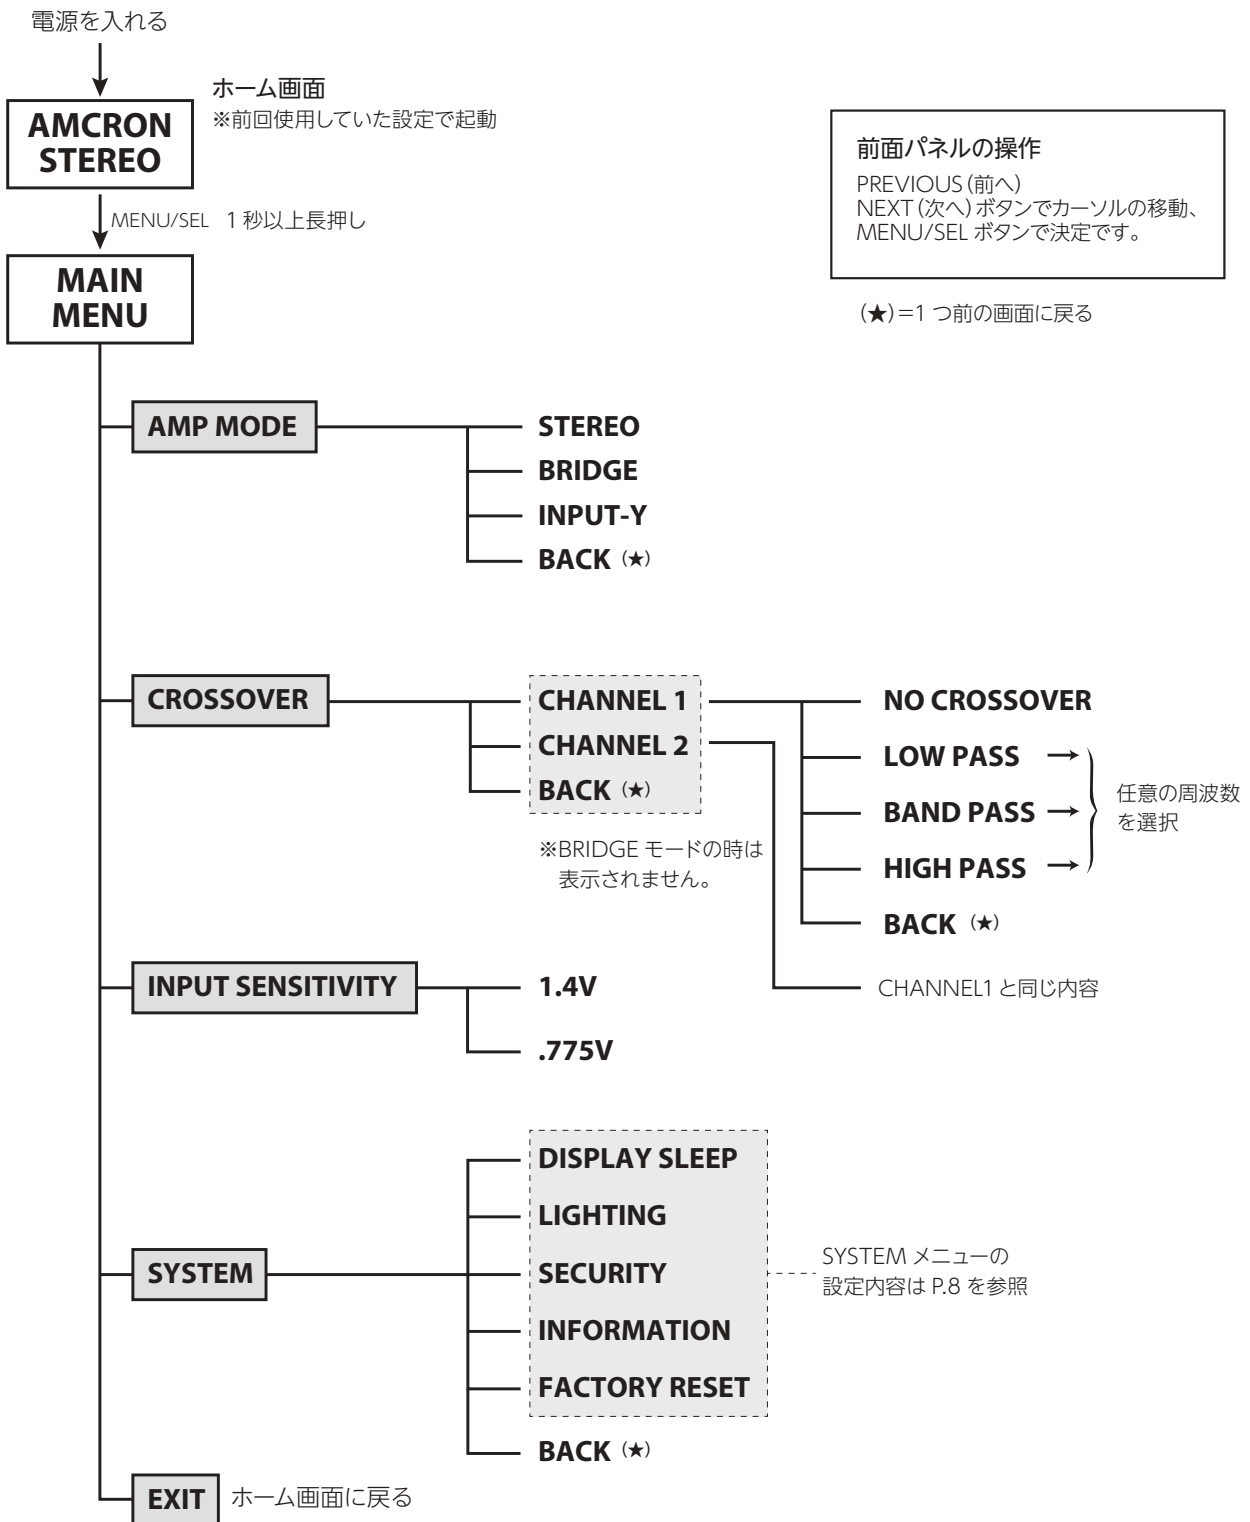 電源を入れる
AMCRON
STEREO
ホーム画面
※前回使用していた設定で起動
MENU/SEL 1 秒以上長押し
MAIN
MENU
前面パネルの操作
PREVIOUS(前へ)
NEXT(次へ)ボタンでカーソルの移動、
MENU/SEL ボタンで決定です。
(★)=1 つ前の画面に戻る
AMP MODE
STEREO
BRIDGE
INPUT-Y
BACK (★)
CROSSOVER
CHANNEL 1
CHANNEL 2
BACK (★)
※BRIDGE モードの時は
表示されません。
NO CROSSOVER
LOW PASS →
BAND PASS →
HIGH PASS →
BACK (★)
任意の周波数
を選択
CHANNEL1 と同じ内容
INPUT SENSITIVITY
1.4V
.775V
SYSTEM
DISPLAY SLEEP
LIGHTING
SECURITY
INFORMATION
FACTORY RESET
BACK (★)
SYSTEM メニューの
設定内容は P.8 を参照
EXIT ホーム画面に戻る